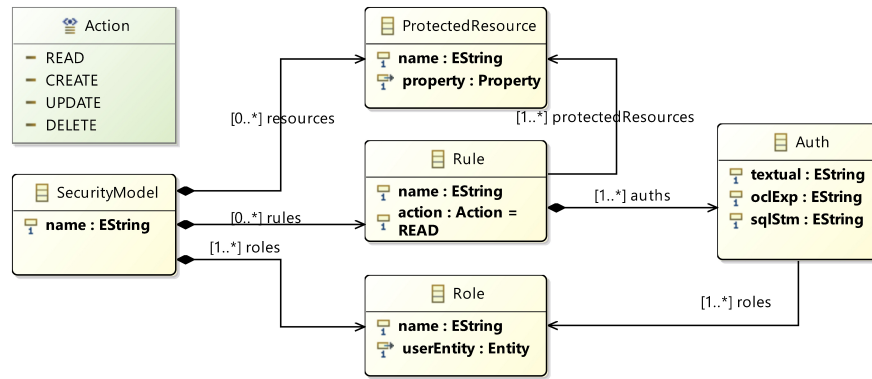 Action
READ
CREATE
UPDATE
DELETE
ProtectedResource
name : EString
property : Property
[0..*] resources
[1..*] protectedResources
SecurityModel
name : EString
[0..*] rules
[1..*] roles
Rule
name : EString
action : Action =
READ
[1..*] auths
Auth
textual : EString
oclExp : EString
sqlStm : EString
[1..*] roles
Role
name : EString
userEntity : Entity